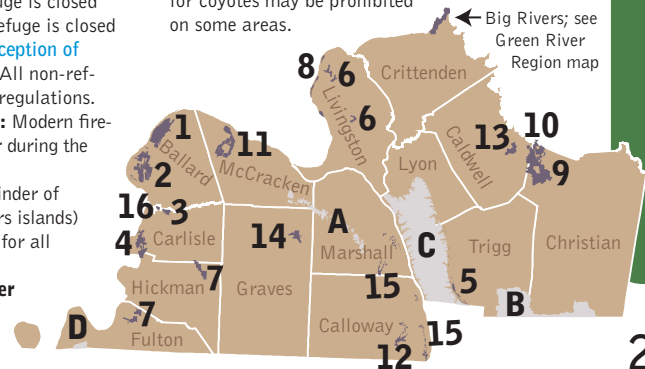 uge is closed
efuge is closed
ception of
All non-ref-
regulations.
: Modern fire-
r during the
inder of
rs islands)
for all
er
for coyotes may be prohibited
on some areas.
Big Rivers; see
Green River
Region map
Crittenden
8
6
Livingston
6
1
Ballard
2
11
McCracken
Lyon
Caldwell
13
10
9
16
3
4
Carlisle
14
A
Marshall
C
Trigg
Christian
7
Hickman
Graves
15
5
B
7
D
Fulton
Calloway
15
12
2